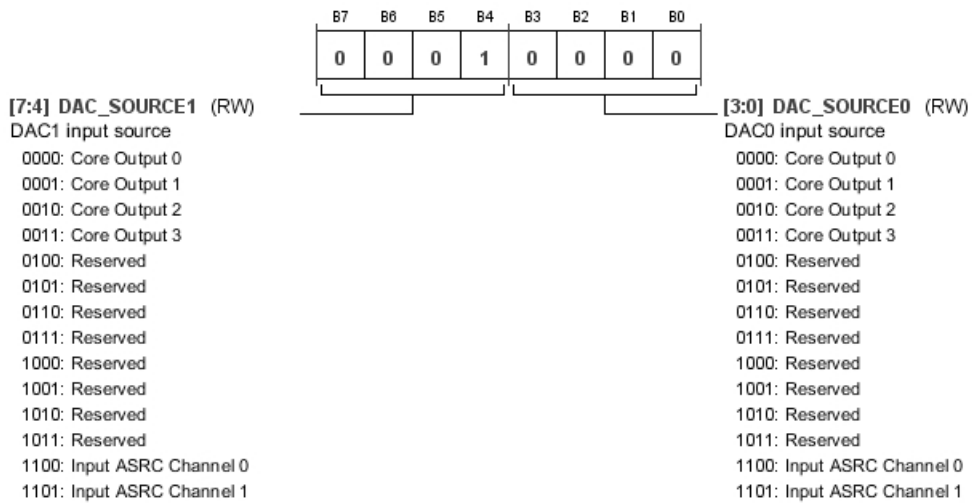 B7 B6 B5 B4 B3 B2 B1 B0
0 0 0 1 0 0 0 0
[7:4] DAC_SOURCE1 (RW)
DAC1 input source
0000: Core Output 0
0001: Core Output 1
0010: Core Output 2
0011: Core Output 3
0100: Reserved
0101: Reserved
0110: Reserved
0111: Reserved
1000: Reserved
1001: Reserved
1010: Reserved
1011: Reserved
1100: Input ASRC Channel 0
1101: Input ASRC Channel 1
[3:0] DAC_SOURCE0 (RW)
DAC0 input source
0000: Core Output 0
0001: Core Output 1
0010: Core Output 2
0011: Core Output 3
0100: Reserved
0101: Reserved
0110: Reserved
0111: Reserved
1000: Reserved
1001: Reserved
1010: Reserved
1011: Reserved
1100: Input ASRC Channel 0
1101: Input ASRC Channel 1